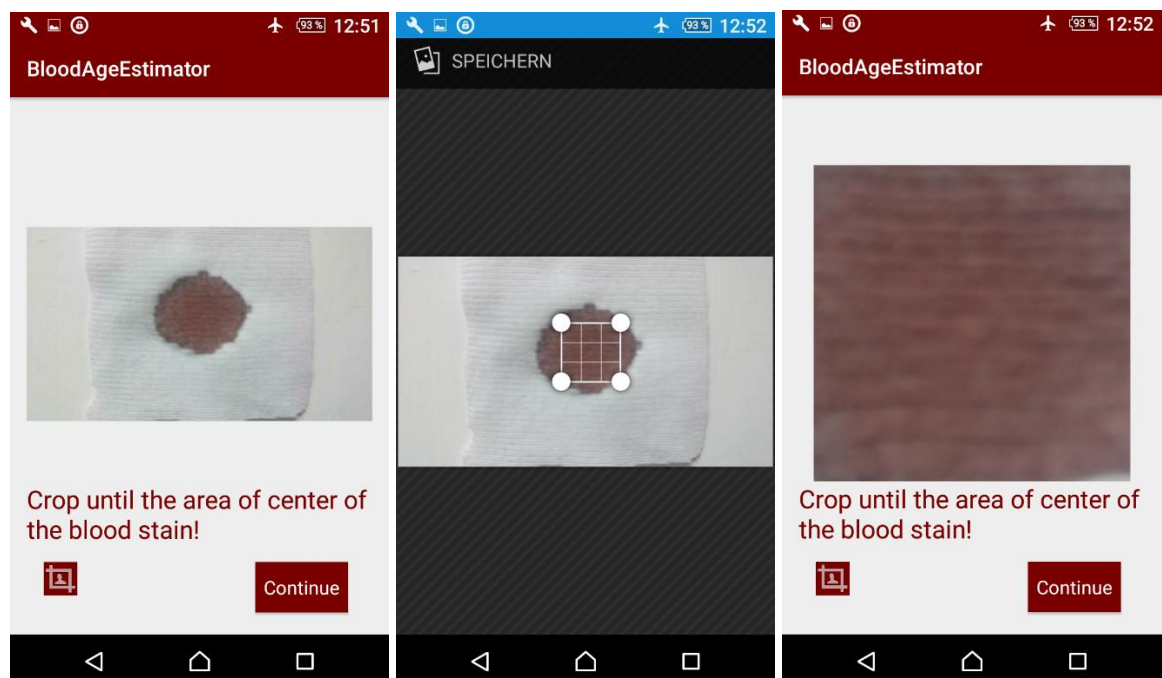 93% 12:51
BloodAgeEstimator
Crop until the area of center of
the blood stain!
Continue
93% 12:52
SPEICHERN
93% 12:52
BloodAgeEstimator
Crop until the area of center of
the blood stain!
Continue